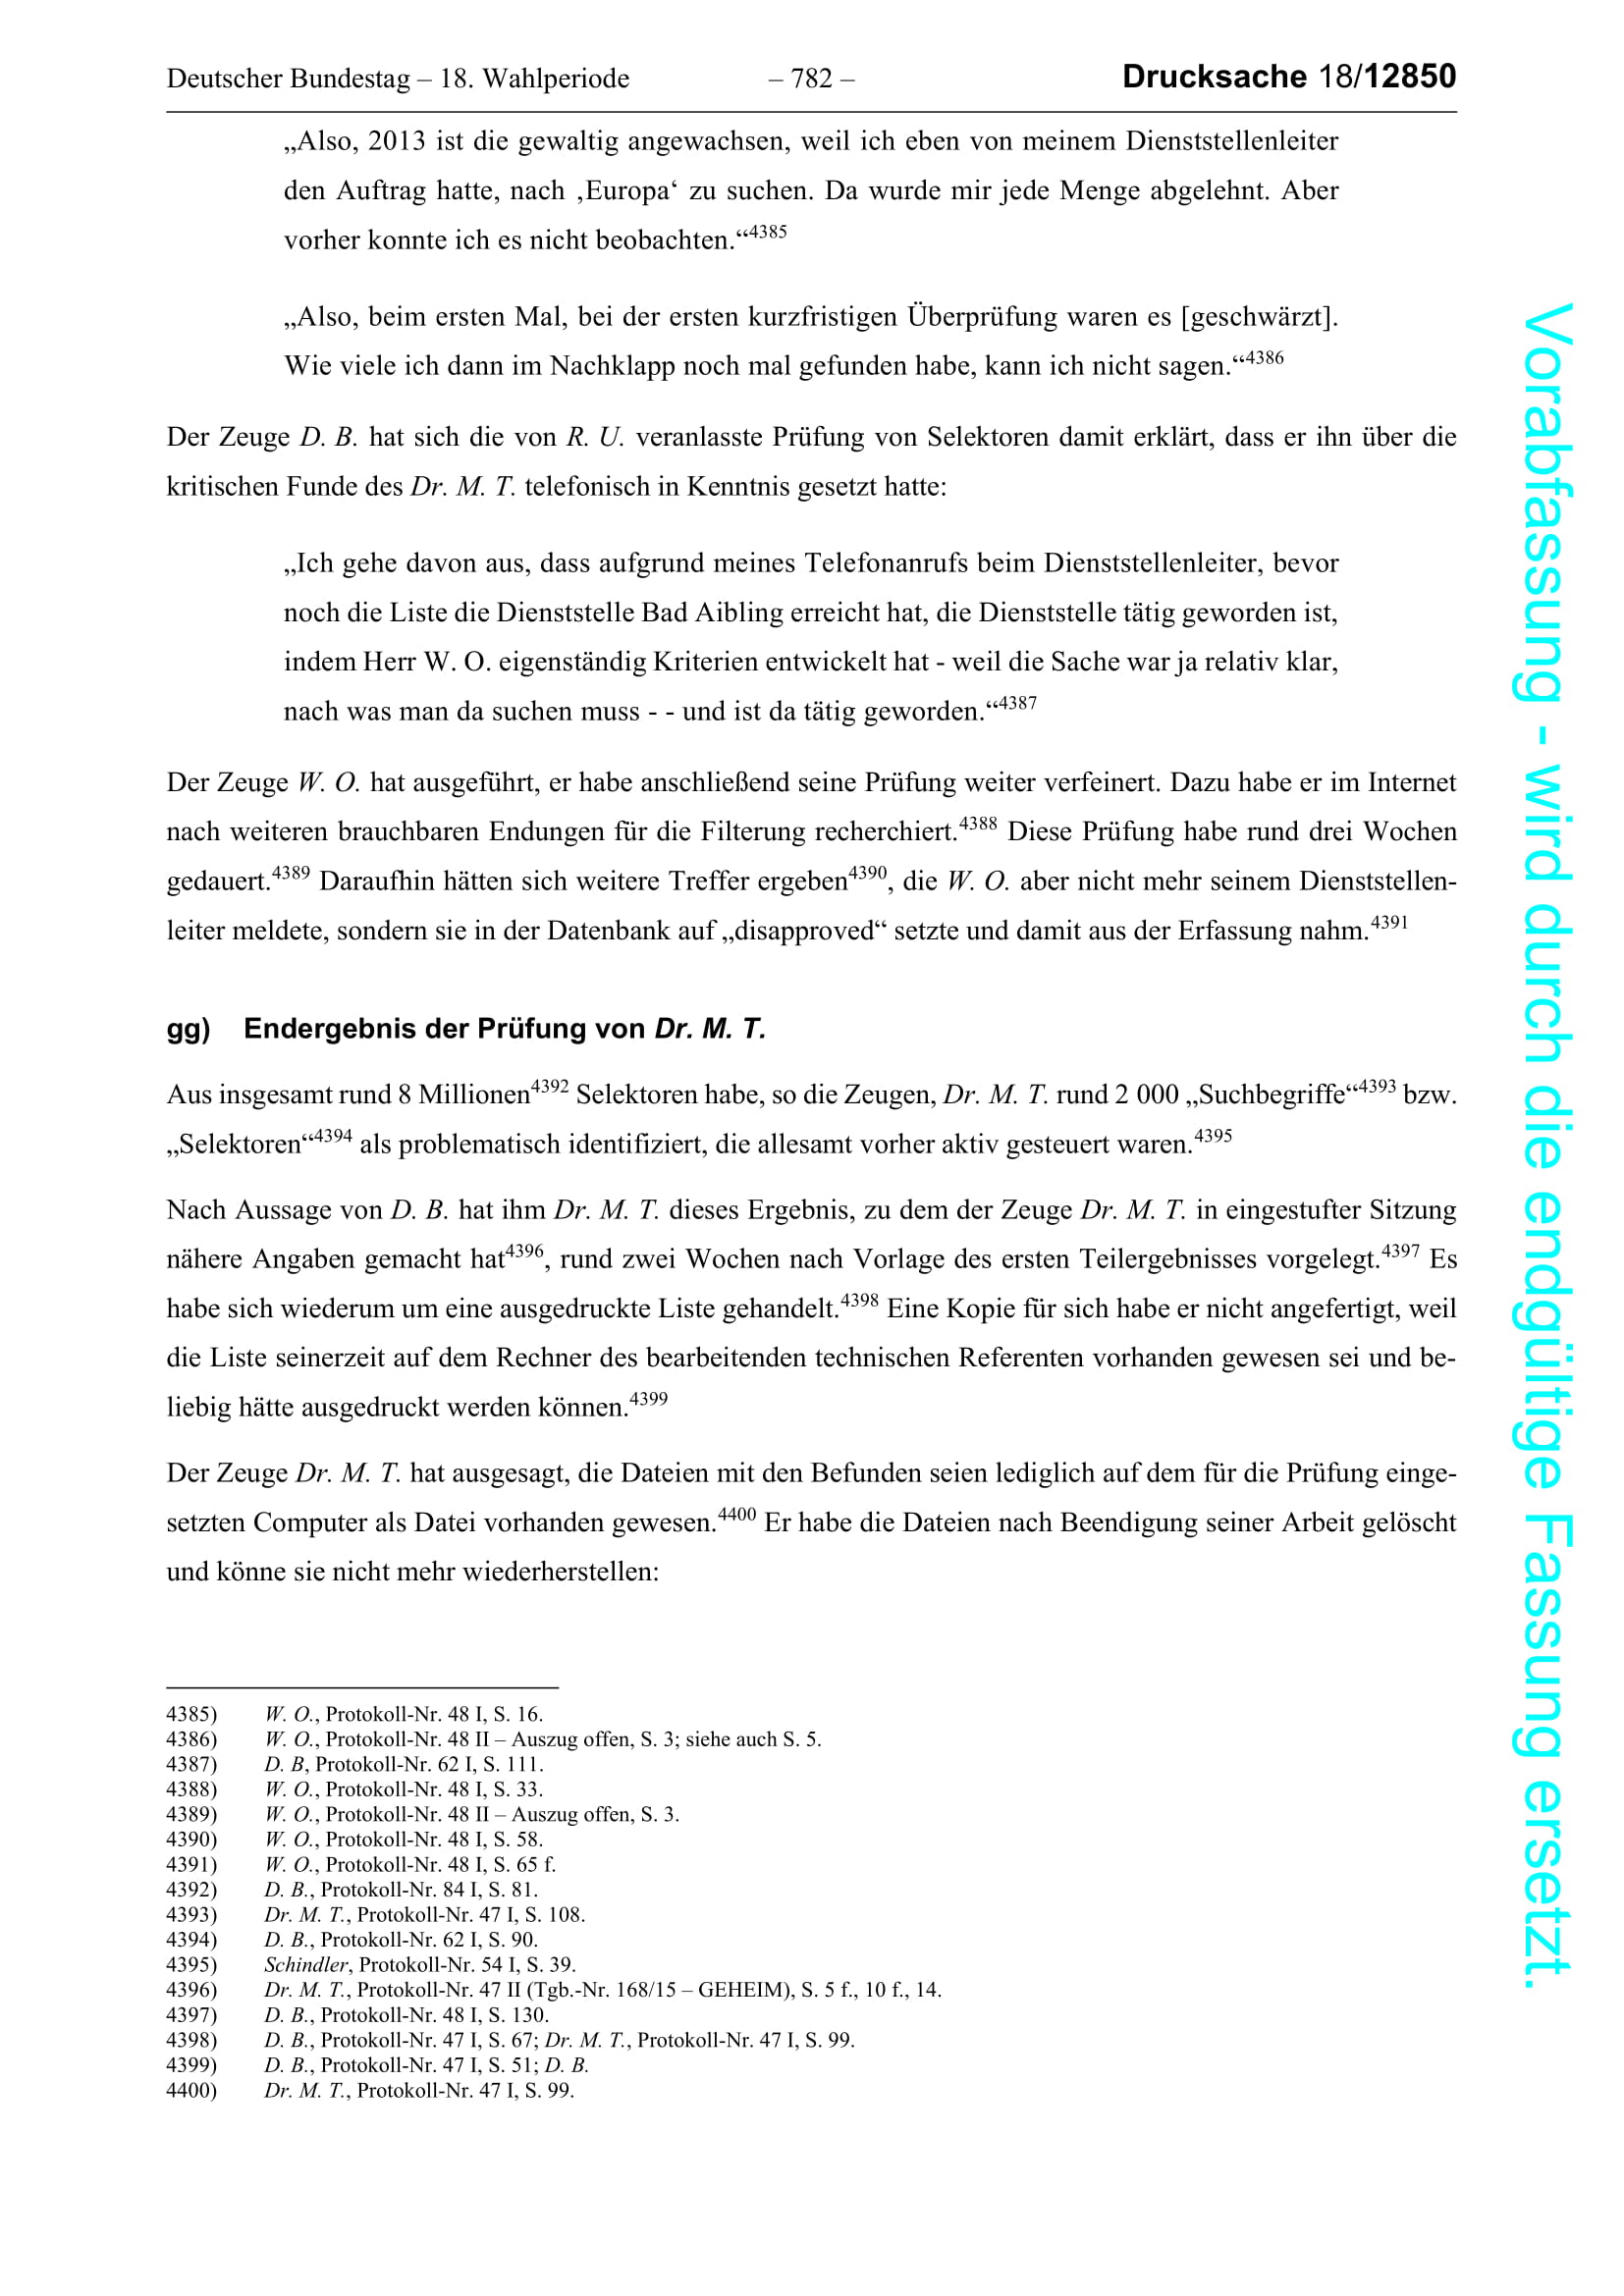 Deutscher Bundestag – 18. Wahlperiode – 782 – Drucksache 18/12850
„Also, 2013 ist die gewaltig angewachsen, weil ich eben von meinem Dienststellenleiter
den Auftrag hatte, nach ‚Europa‘ zu suchen. Da wurde mir jede Menge abgelehnt. Aber
vorher konnte ich es nicht beobachten.“4385
„Also, beim ersten Mal, bei der ersten kurzfristigen Überprüfung waren es [geschwärzt].
Wie viele ich dann im Nachklapp noch mal gefunden habe, kann ich nicht sagen.“4386
Der Zeuge D. B. hat sich die von R. U. veranlasste Prüfung von Selektoren damit erklärt, dass er ihn über die
kritischen Funde des Dr. M. T. telefonisch in Kenntnis gesetzt hatte:
„Ich gehe davon aus, dass aufgrund meines Telefonanrufs beim Dienststellenleiter, bevor
noch die Liste die Dienststelle Bad Aibling erreicht hat, die Dienststelle tätig geworden ist,
indem Herr W. O. eigenständig Kriterien entwickelt hat - weil die Sache war ja relativ klar,
nach was man da suchen muss - - und ist da tätig geworden.“4387
Der Zeuge W. O. hat ausgeführt, er habe anschließend seine Prüfung weiter verfeinert. Dazu habe er im Internet
nach weiteren brauchbaren Endungen für die Filterung recherchiert.4388 Diese Prüfung habe rund drei Wochen
gedauert.4389 Daraufhin hätten sich weitere Treffer ergeben4390, die W. O. aber nicht mehr seinem Dienststellen-
leiter meldete, sondern sie in der Datenbank auf „disapproved“ setzte und damit aus der Erfassung nahm.4391
gg) Endergebnis der Prüfung von Dr. M. T.
Aus insgesamt rund 8 Millionen4392 Selektoren habe, so die Zeugen, Dr. M. T. rund 2 000 „Suchbegriffe“4393 bzw.
„Selektoren“4394 als problematisch identifiziert, die allesamt vorher aktiv gesteuert waren.4395
Nach Aussage von D. B. hat ihm Dr. M. T. dieses Ergebnis, zu dem der Zeuge Dr. M. T. in eingestufter Sitzung
nähere Angaben gemacht hat4396, rund zwei Wochen nach Vorlage des ersten Teilergebnisses vorgelegt.4397 Es
habe sich wiederum um eine ausgedruckte Liste gehandelt.4398 Eine Kopie für sich habe er nicht angefertigt, weil
die Liste seinerzeit auf dem Rechner des bearbeitenden technischen Referenten vorhanden gewesen sei und be-
liebig hätte ausgedruckt werden können.4399
Der Zeuge Dr. M. T. hat ausgesagt, die Dateien mit den Befunden seien lediglich auf dem für die Prüfung einge-
setzten Computer als Datei vorhanden gewesen.4400 Er habe die Dateien nach Beendigung seiner Arbeit gelöscht
und könne sie nicht mehr wiederherstellen:
4385) W. O., Protokoll-Nr. 48 I, S. 16.
4386) W. O., Protokoll-Nr. 48 II – Auszug offen, S. 3; siehe auch S. 5.
4387) D. B, Protokoll-Nr. 62 I, S. 111.
4388) W. O., Protokoll-Nr. 48 I, S. 33.
4389) W. O., Protokoll-Nr. 48 II – Auszug offen, S. 3.
4390) W. O., Protokoll-Nr. 48 I, S. 58.
4391) W. O., Protokoll-Nr. 48 I, S. 65 f.
4392) D. B., Protokoll-Nr. 84 I, S. 81.
4393) Dr. M. T., Protokoll-Nr. 47 I, S. 108.
4394) D. B., Protokoll-Nr. 62 I, S. 90.
4395) Schindler, Protokoll-Nr. 54 I, S. 39.
4396) Dr. M. T., Protokoll-Nr. 47 II (Tgb.-Nr. 168/15 – GEHEIM), S. 5 f., 10 f., 14.
4397) D. B., Protokoll-Nr. 48 I, S. 130.
4398) D. B., Protokoll-Nr. 47 I, S. 67; Dr. M. T., Protokoll-Nr. 47 I, S. 99.
4399) D. B., Protokoll-Nr. 47 I, S. 51; D. B.
4400) Dr. M. T., Protokoll-Nr. 47 I, S. 99.
Vorabfassung - wird durch die endgültige Fassung ersetzt.